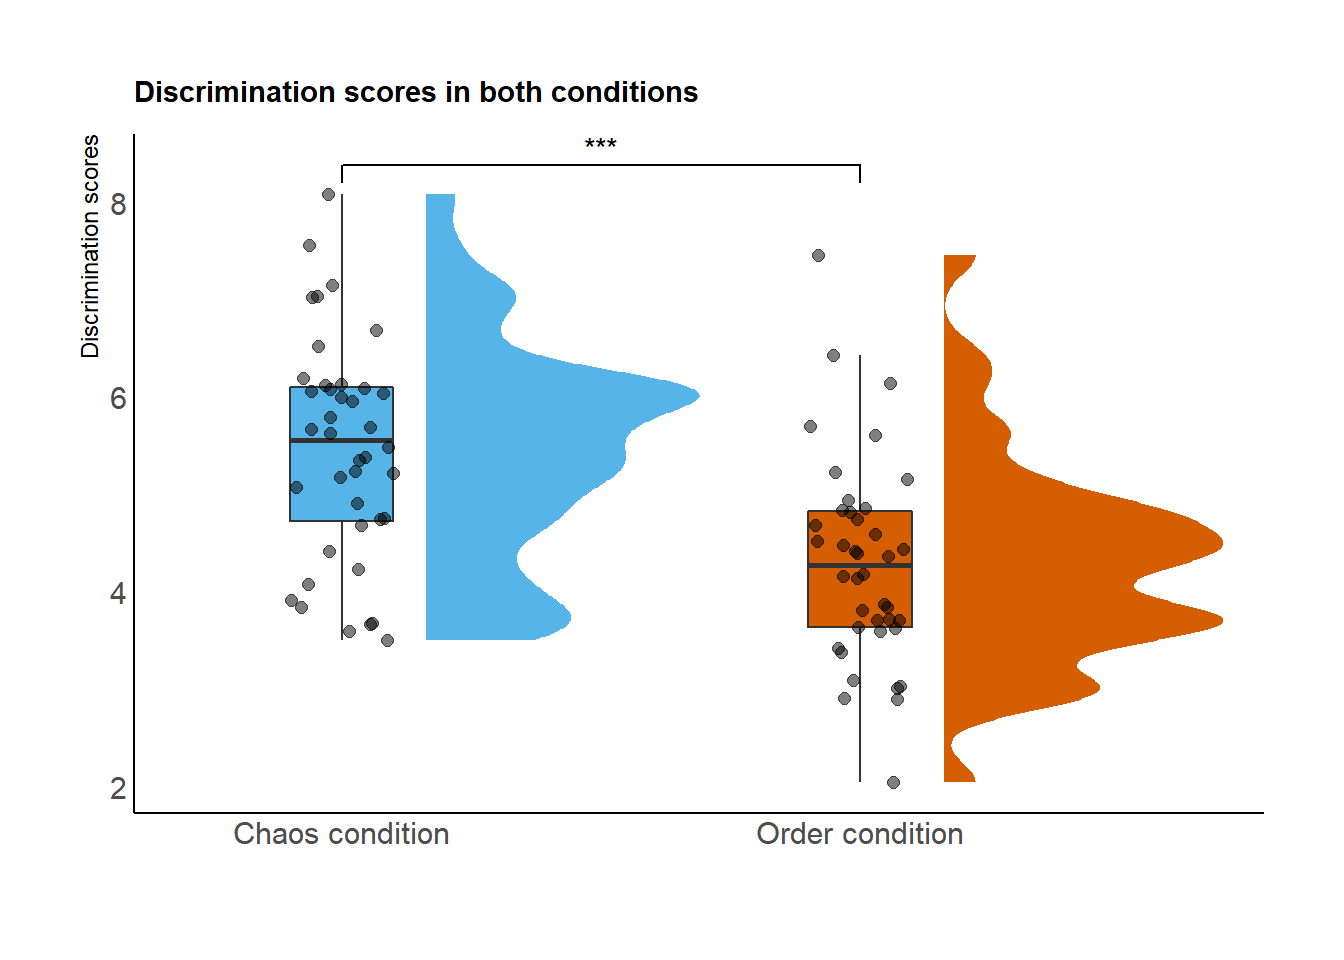 Discrimination scores in both conditions
***
Discrimination scores
8
6
4
2
Chaos condition
Order condition